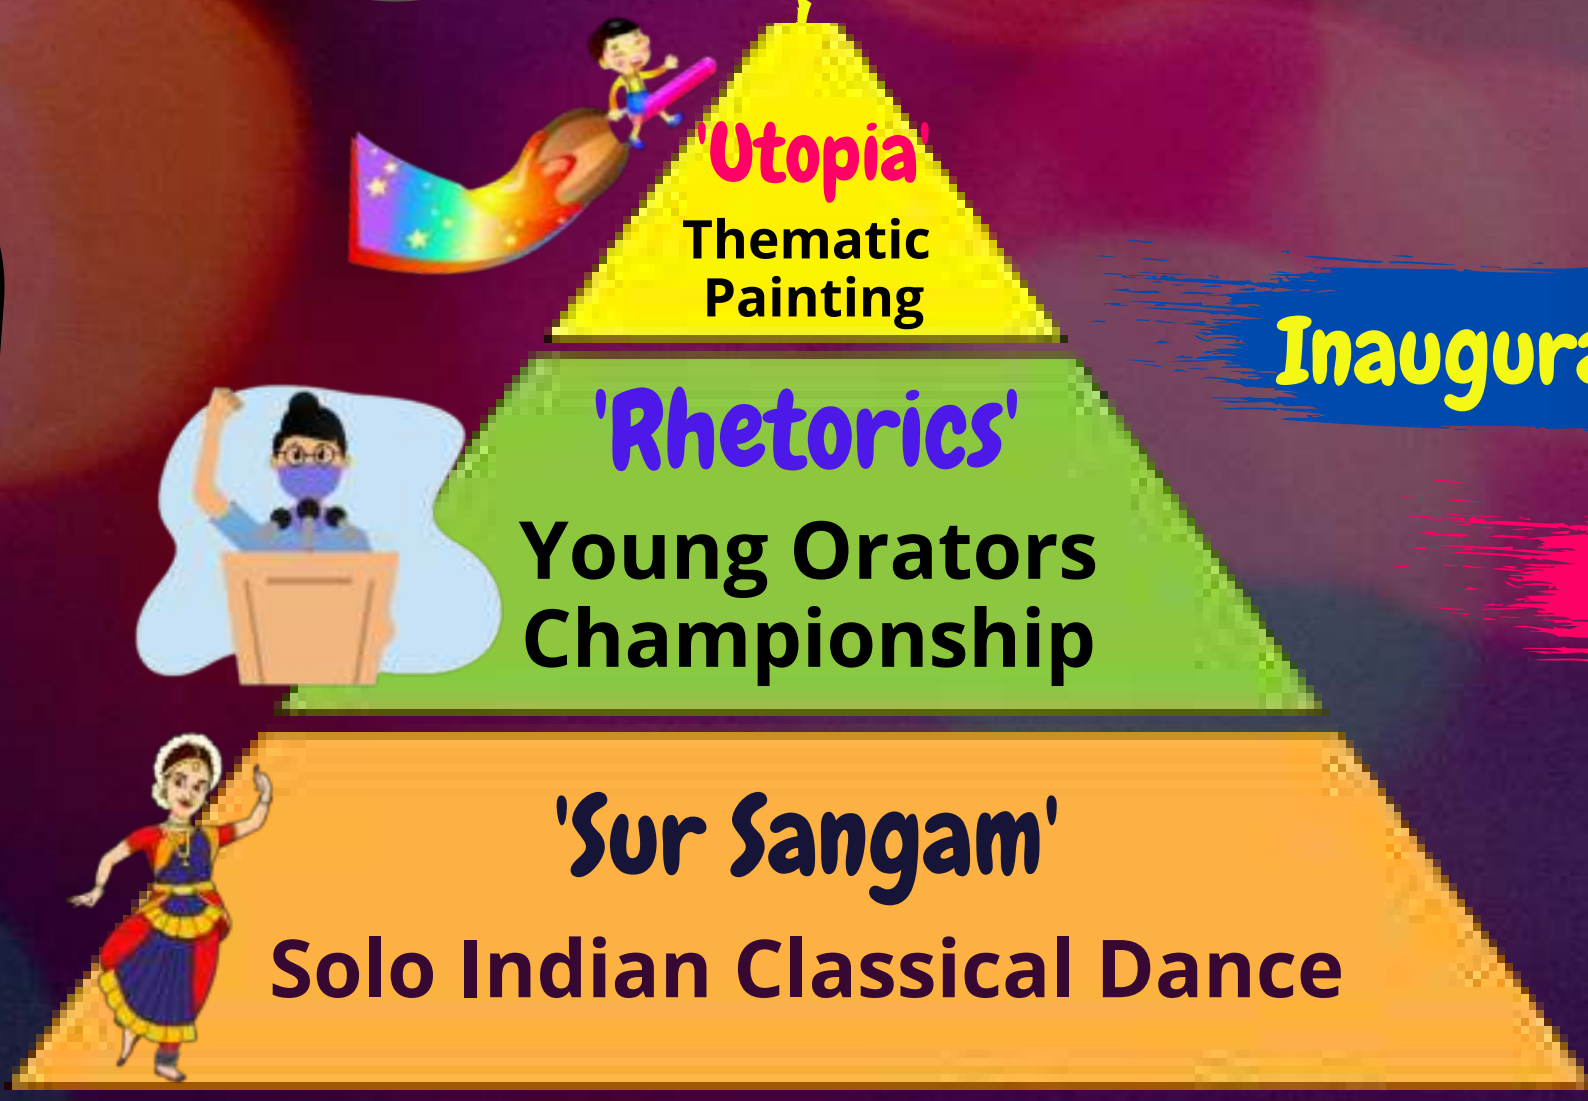 'Utopia'
Thematic
Painting
'Rhetorics'
Young Orators
Championship
'Sur Sangam'
Solo Indian Classical Dance